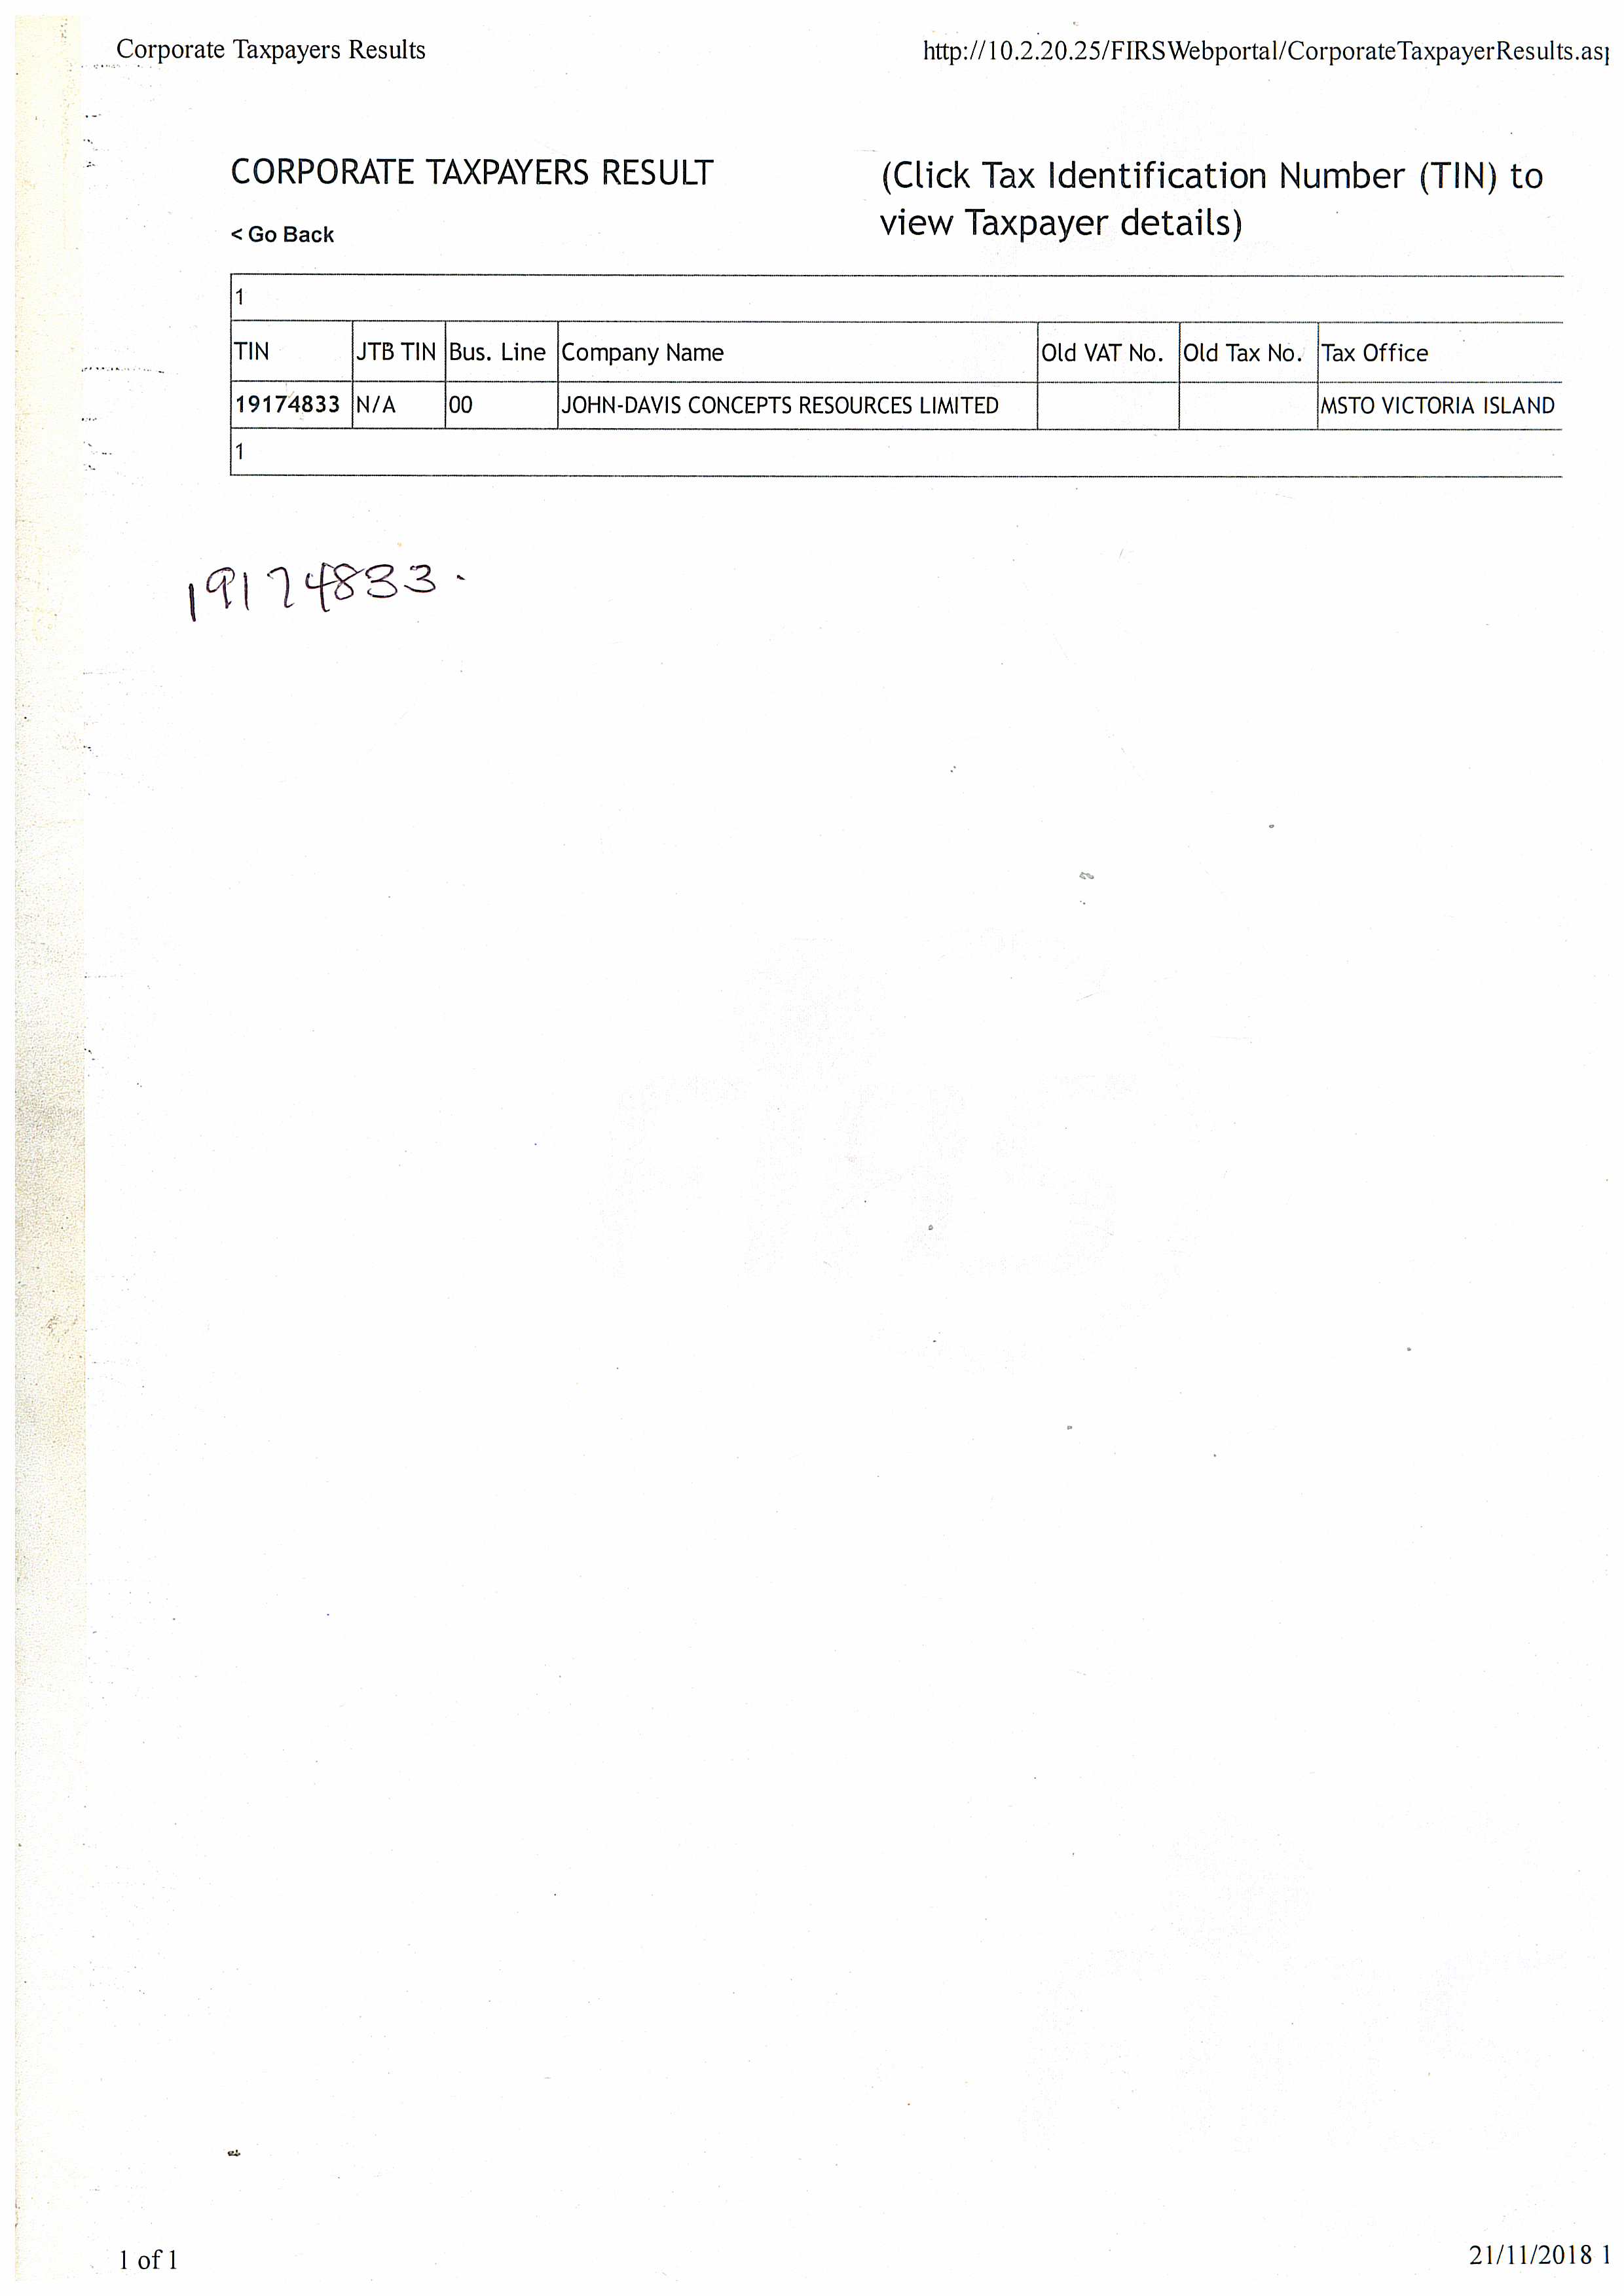 Corporate Taxpayers Results
http://10.2.20.25/FIRSWebportal/CorporateTaxpayerResults.as
CORPORATE TAXPAYERS RESULT
(Click Tax Identification Number (TIN) to
view Taxpayer details)
< Go Back
1
TIN JTB TIN Bus. Line Company Name Old VAT No. Old Tax No. Tax Office
19174833 N/A 00 JOHN-DAVIS CONCEPTS RESOURCES LIMITED MSTO VICTORIA ISLAND
1
19174833.
1 of 1
21/11/2018 1